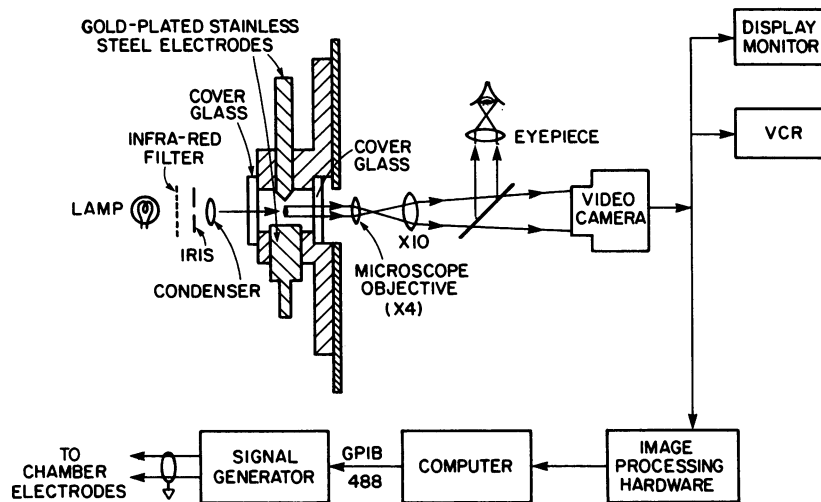 GOLD-PLATED STAINLESS
STEEL ELECTRODES
COVER
GLASS
INFRA-RED
FILTER
LAMP
IRIS
CONDENSER
COVER
GLASS
MICROSCOPE
OBJECTIVE
(X4)
X10
EYEPIECE
VIDEO
CAMERA
DISPLAY
MONITOR
VCR
IMAGE
PROCESSING
HARDWARE
COMPUTER
GPIB
488
SIGNAL
GENERATOR
TO
CHAMBER
ELECTRODES